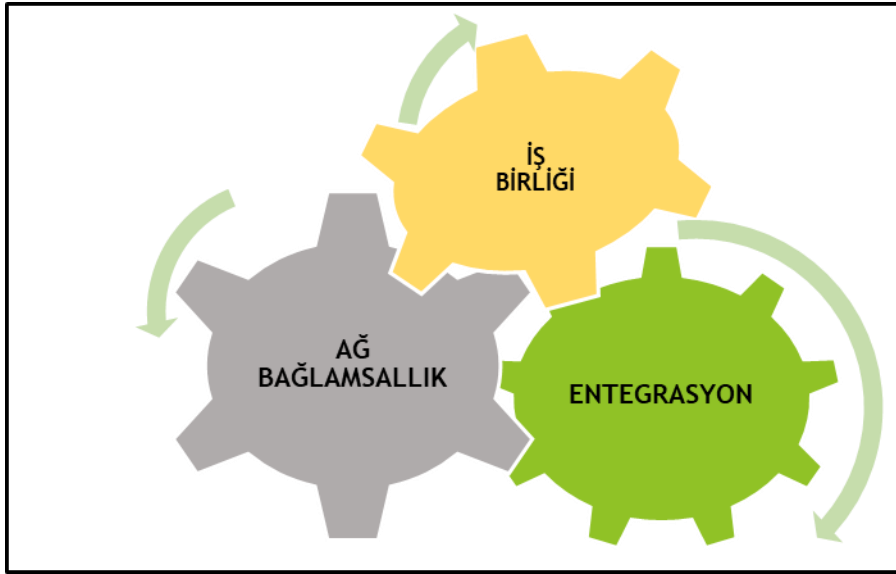 İŞ
BİRLİĞİ
AĞ
BAĞLAMSALLIK
ENTEGRASYON